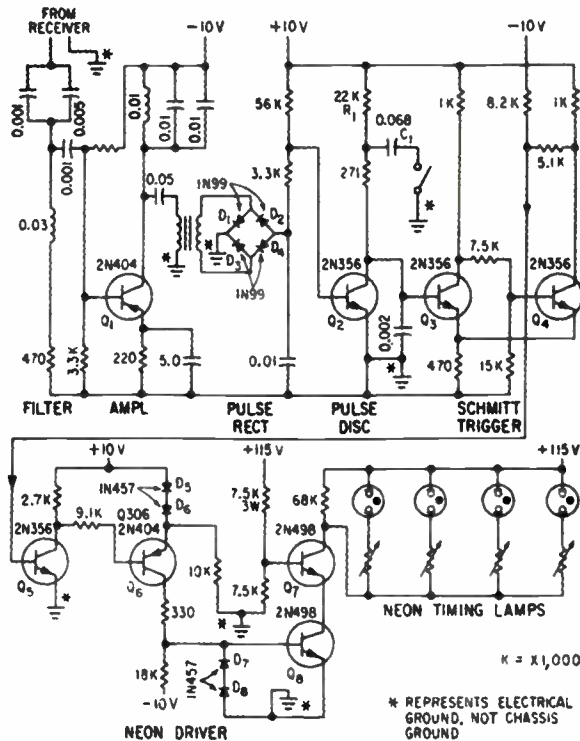 FROM
RECEIVER
*
-10V
+10V
-10V
0.001
0.005
0.01
0.01
0.01
56K
22K
R1
1K
8.2K
1K
0.068
C1
5.1K
0.001
3.3K
271
*
0.05
1N99
0.03
D1
D2
D3
D4
*
*
1N99
7.5K
2N404
2N356
2N356
2N356
Q1
Q2
Q3
Q4
0.002
470
3.3K
220
5.0
0.01
*
470
15K
FILTER
AMPL
PULSE
RECT
PULSE
DISC
SCHMITT
TRIGGER
+10V
+115V
+115V
2.7K
1N457
D5
D6
7.5K
3W
68K
2N356
9.1K
Q306
2N404
2N498
Q5
Q6
10K
7.5K
Q7
*
330
*
2N498
NEON TIMING LAMPS
18K
1N457
D7
D8
Q8
*
-10V
K = X1,000
* REPRESENTS ELECTRICAL
GROUND, NOT CHASSIS
GROUND
NEON DRIVER